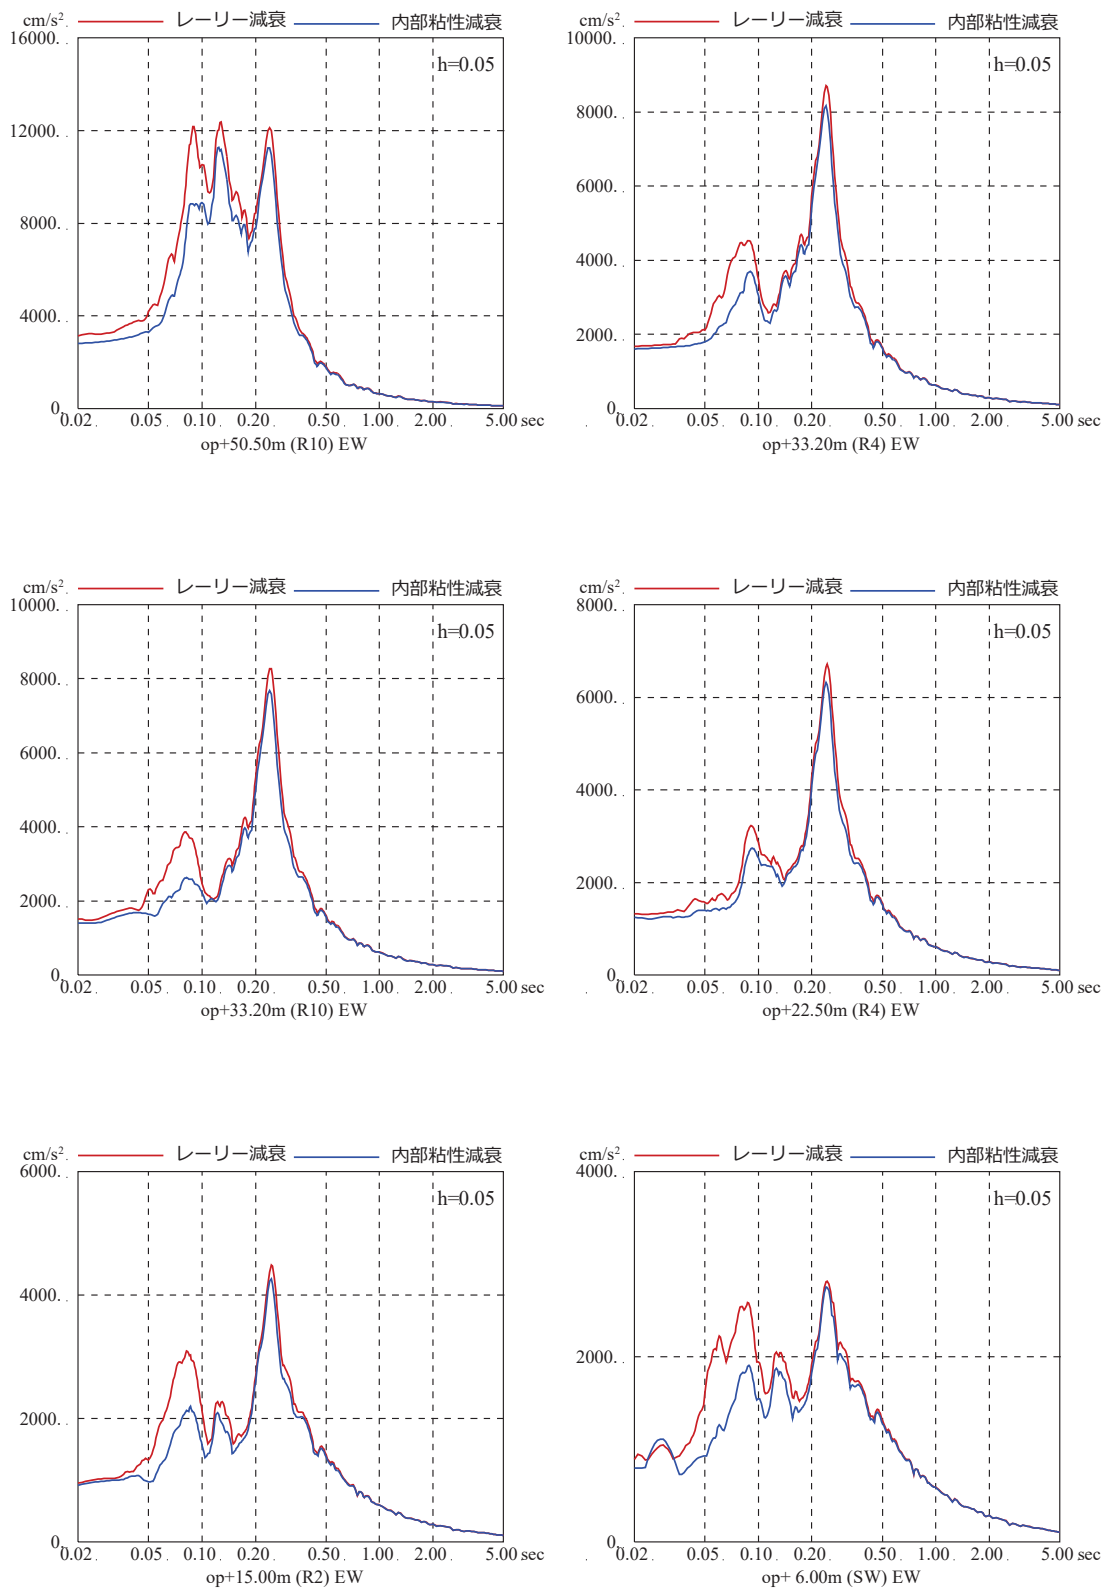 cm/s². レーリー減衰 内部粘性減衰
16000.
h=0.05
12000.
8000.
4000.
0.
0.02 0.05 0.10 0.20 0.50 1.00 2.00 5.00 sec
op+50.50m (R10) EW
cm/s². レーリー減衰 内部粘性減衰
10000.
h=0.05
8000.
6000.
4000.
2000.
0.
0.02 0.05 0.10 0.20 0.50 1.00 2.00 5.00 sec
op+33.20m (R4) EW
cm/s². レーリー減衰 内部粘性減衰
10000.
h=0.05
8000.
6000.
4000.
2000.
0.
0.02 0.05 0.10 0.20 0.50 1.00 2.00 5.00 sec
op+33.20m (R10) EW
cm/s². レーリー減衰 内部粘性減衰
8000.
h=0.05
6000.
4000.
2000.
0.
0.02 0.05 0.10 0.20 0.50 1.00 2.00 5.00 sec
op+22.50m (R4) EW
cm/s². レーリー減衰 内部粘性減衰
6000.
h=0.05
4000.
2000.
0.
0.02 0.05 0.10 0.20 0.50 1.00 2.00 5.00 sec
op+15.00m (R2) EW
cm/s². レーリー減衰 内部粘性減衰
4000.
h=0.05
2000.
0.
0.02 0.05 0.10 0.20 0.50 1.00 2.00 5.00 sec
op+ 6.00m (SW) EW